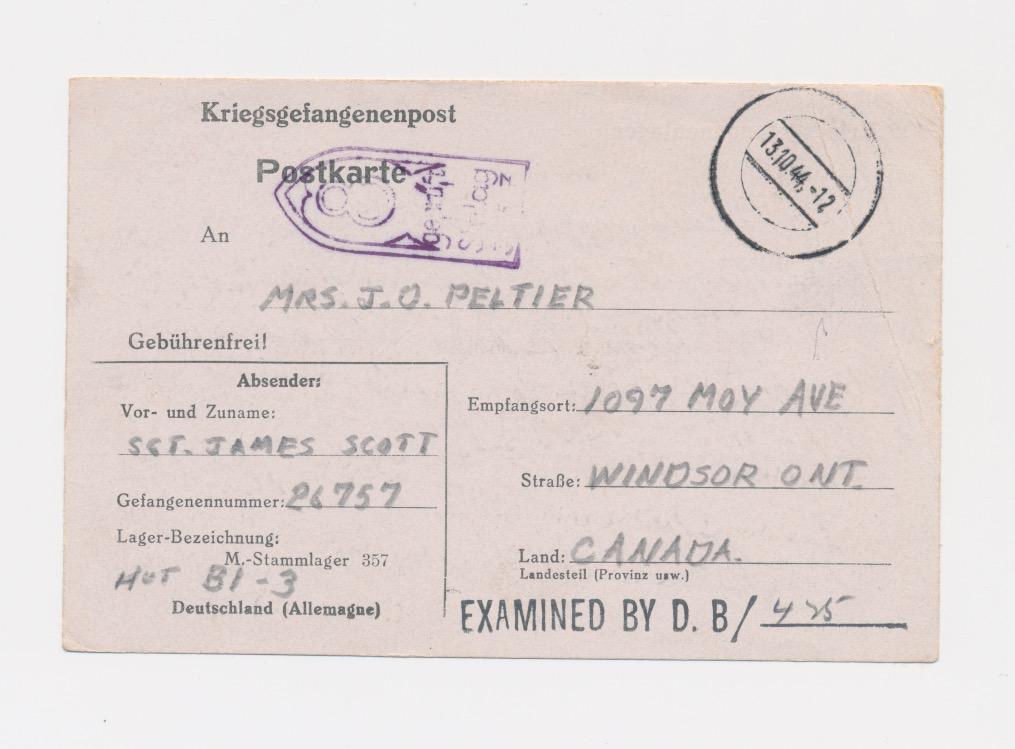 Kriegsgefangenenpost
Postkarte
13.10.44.-12
An
MRS. J. O. PELTIER
Gebührenfrei!
Absender:
Vor- und Zuname:
SGT. JAMES SCOTT
Gefangenennummer: 26757
Lager-Bezeichnung:
M.-Stammlager 357
HUT B1-3
Deutschland (Allemagne)
Empfangsort: 1097 MOY AVE
Straße: WINDSOR ONT.
Land: CANADA.
Landesteil (Provinz usw.)
EXAMINED BY D. B/ 425